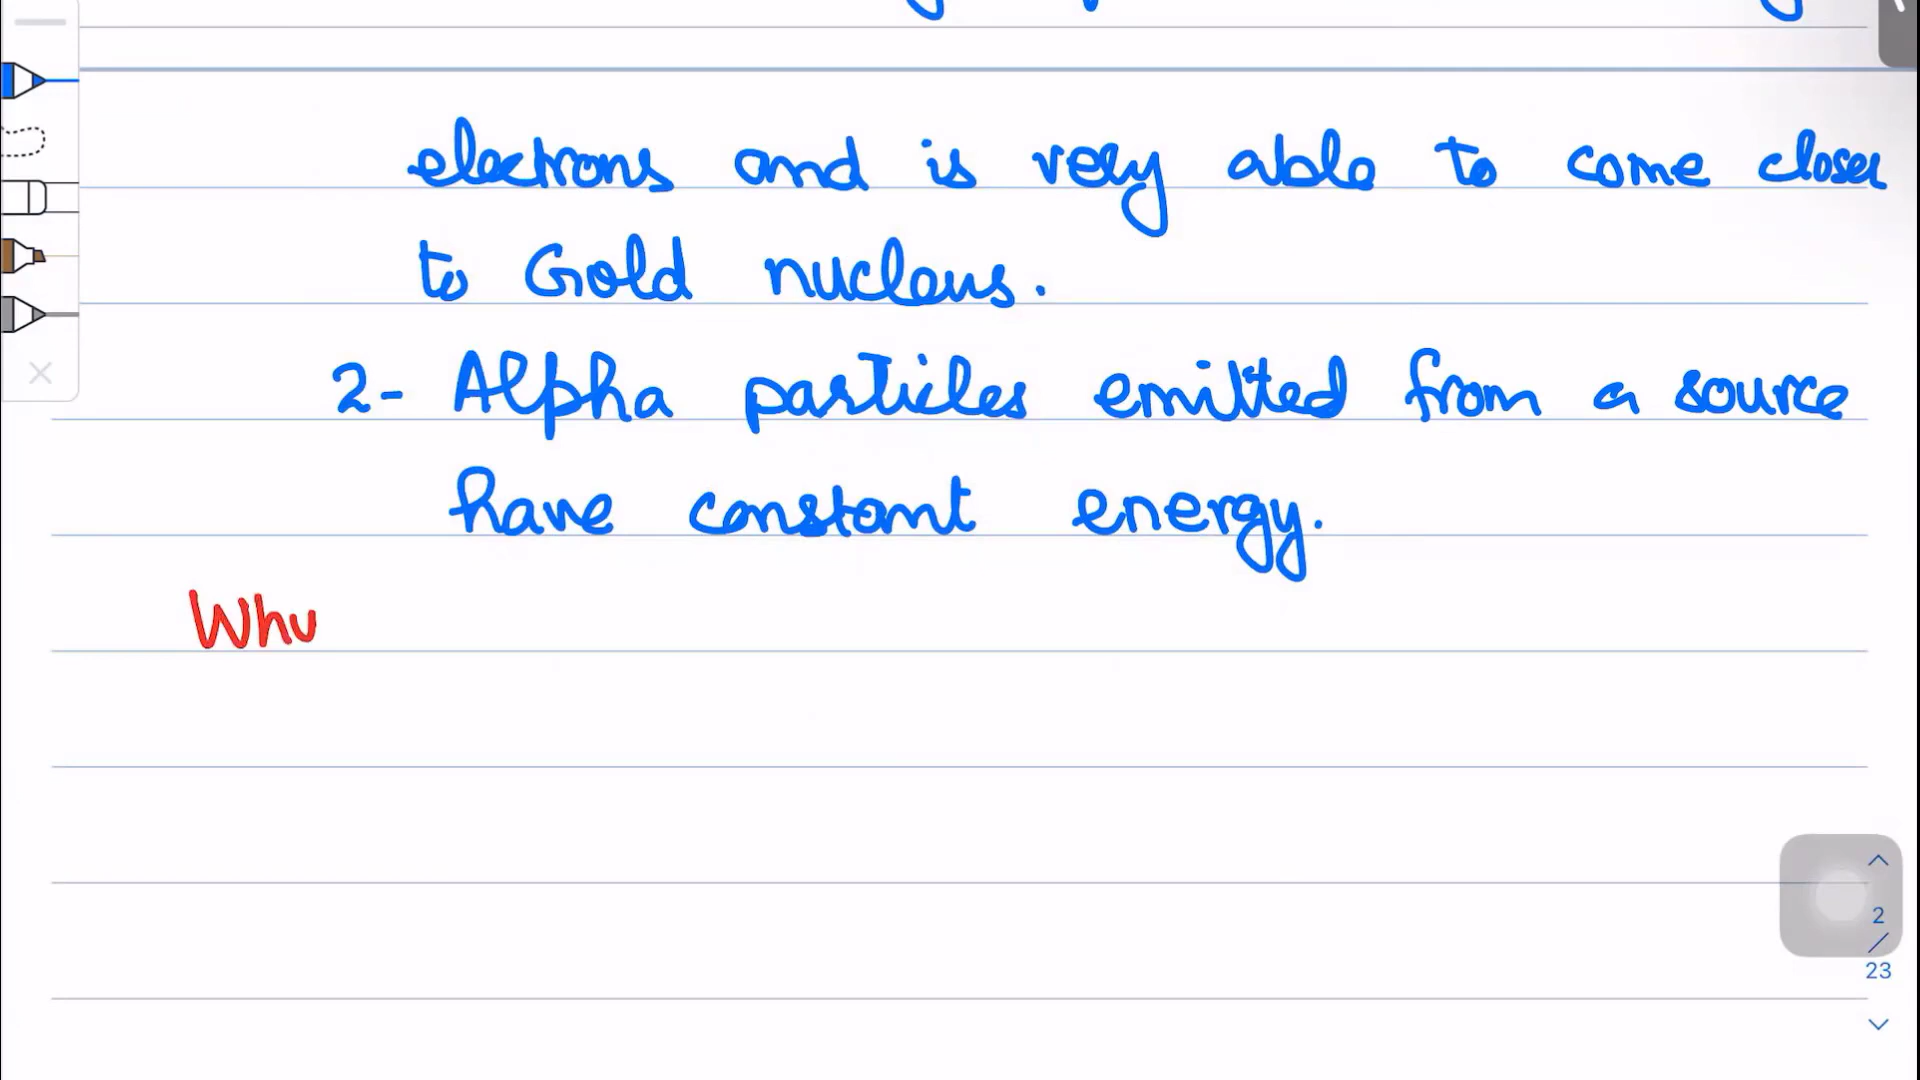 electrons and is very able to come closer
to Gold nucleus.
2- Alpha particles emitted from a source
have constant energy.
Whu
2
/
23